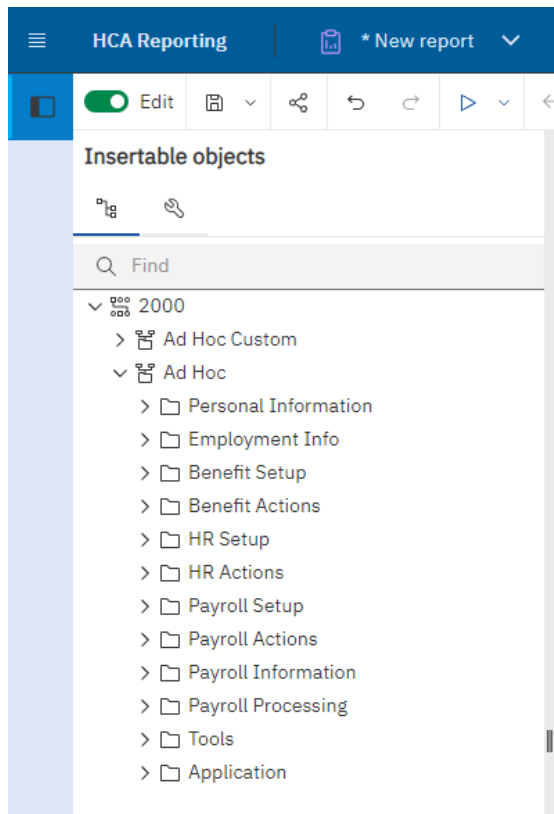 HCA Reporting * New report
Edit
Insertable objects
Find
2000
Ad Hoc Custom
Ad Hoc
Personal Information
Employment Info
Benefit Setup
Benefit Actions
HR Setup
HR Actions
Payroll Setup
Payroll Actions
Payroll Information
Payroll Processing
Tools
Application